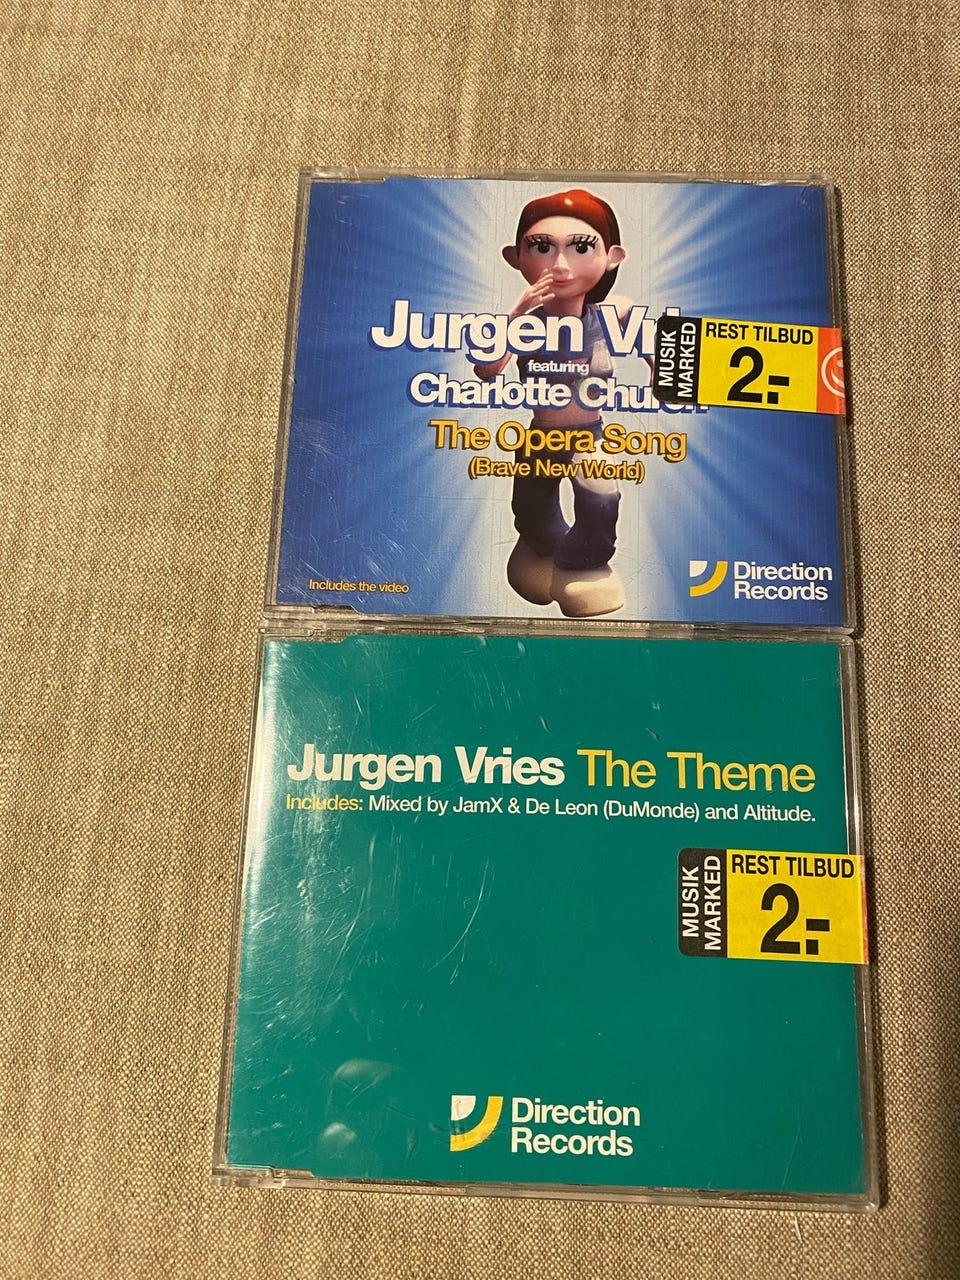 Jurgen
featuring
Charlotte
The Opera Song
(Brave New World)
Includes the video
Direction
Records
MUSIK
MARKED
REST TILBUD
2.-
Jurgen Vries The Theme
Includes: Mixed by JamX & De Leon (DuMonde) and Altitude.
MUSIK
MARKED
REST TILBUD
2.-
Direction
Records